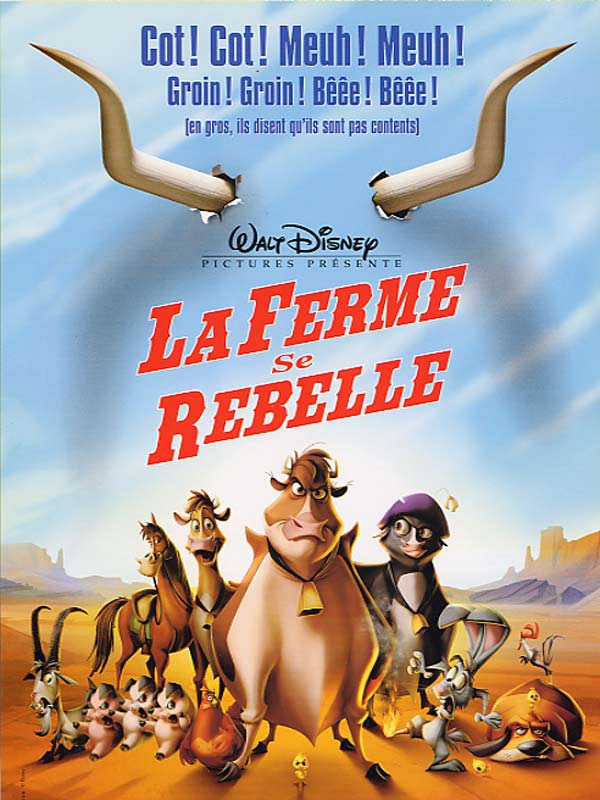 Cot! Cot! Meuh! Meuh!
Groin! Groin! Bêêe! Bêêe!
(en gros, ils disent qu'ils sont pas contents)
WALT DISNEY
PICTURES PRÉSENTE
LA FERME
Se
REBELLE